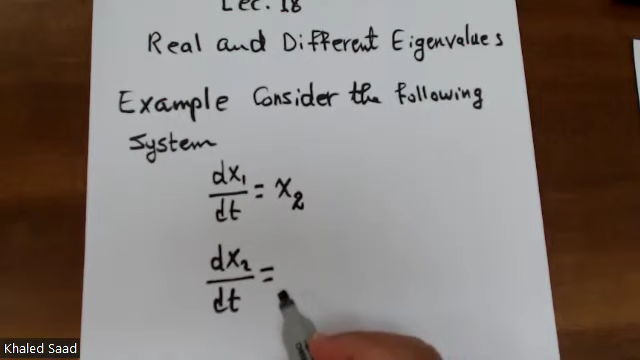 Lec. 18
Real and Different Eigenvalues
Example Consider the following
System
dx₁/dt = x₂
dx₂/dt =
Khaled Saad